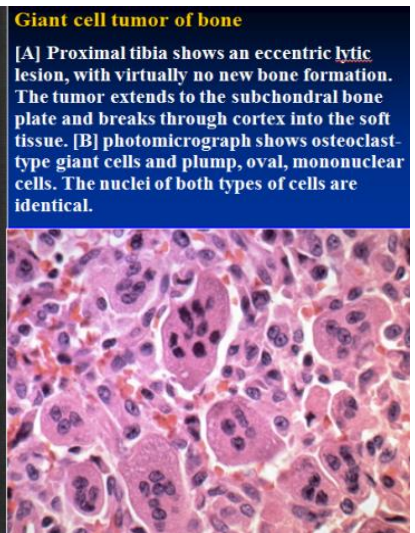 Giant cell tumor of bone
[A] Proximal tibia shows an eccentric lytic
lesion, with virtually no new bone formation.
The tumor extends to the subchondral bone
plate and breaks through cortex into the soft
tissue. [B] photomicrograph shows osteoclast-
type giant cells and plump, oval, mononuclear
cells. The nuclei of both types of cells are
identical.